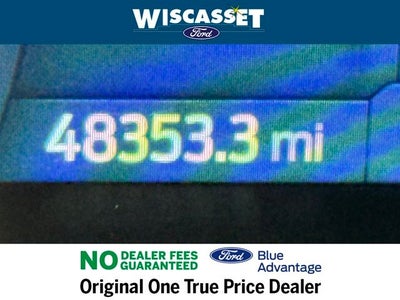 WISCASSET
Ford
48353.3 mi
NO DEALER FEES GUARANTEED
Ford
Blue Advantage
Original One True Price Dealer